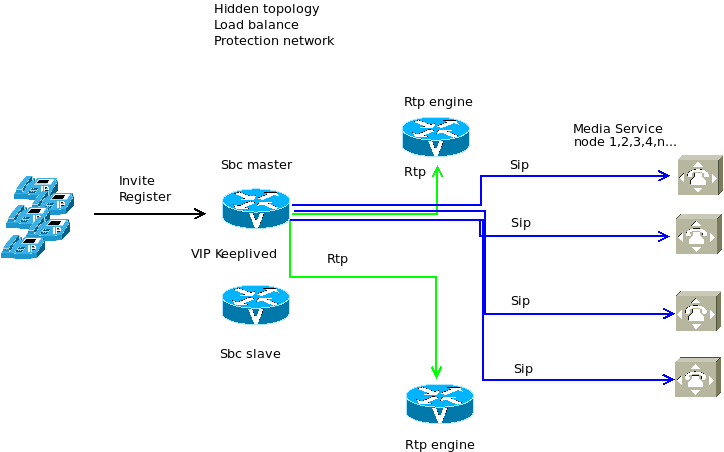 Hidden topology
Load balance
Protection network
Rtp engine
Media Service
node 1,2,3,4,n...
Sbc master
Rtp
Sip
Invite
Register
Sip
VIP Keeplived
Rtp
Sip
Sbc slave
Sip
Rtp engine